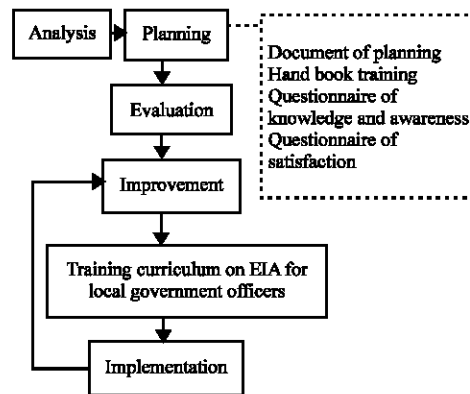 Analysis
Planning
Document of planning
Hand book training
Questionnaire of
knowledge and awareness
Questionnaire of
satisfaction
Evaluation
Improvement
Training curriculum on EIA for
local government officers
Implementation